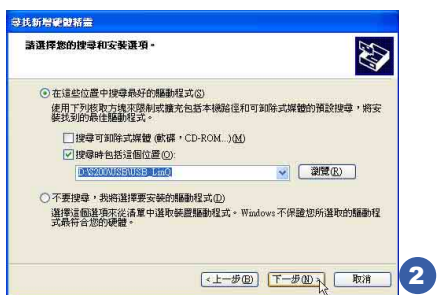 尋找新增硬體精靈
請選擇您的搜尋和安裝選項。
在這些位置中搜尋最好的驅動程式(S)
使用下列核取方塊來限制或擴充包括本機路徑和可卸除式媒體的預設搜尋，將安
裝找到的最佳驅動程式。
搜尋可卸除式媒體 (軟碟，CD-ROM...)(M)
搜尋時包括這個位置(O):
D:\S200\USB\USB_LinQ
瀏覽(R)
不要搜尋，我將選擇要安裝的驅動程式(D)
選擇這個選項來從清單中選取裝置驅動程式。Windows 不保證您所選取的驅動程
式最符合您的硬體。
<上一步(B)
下一步(N)>
取消
2